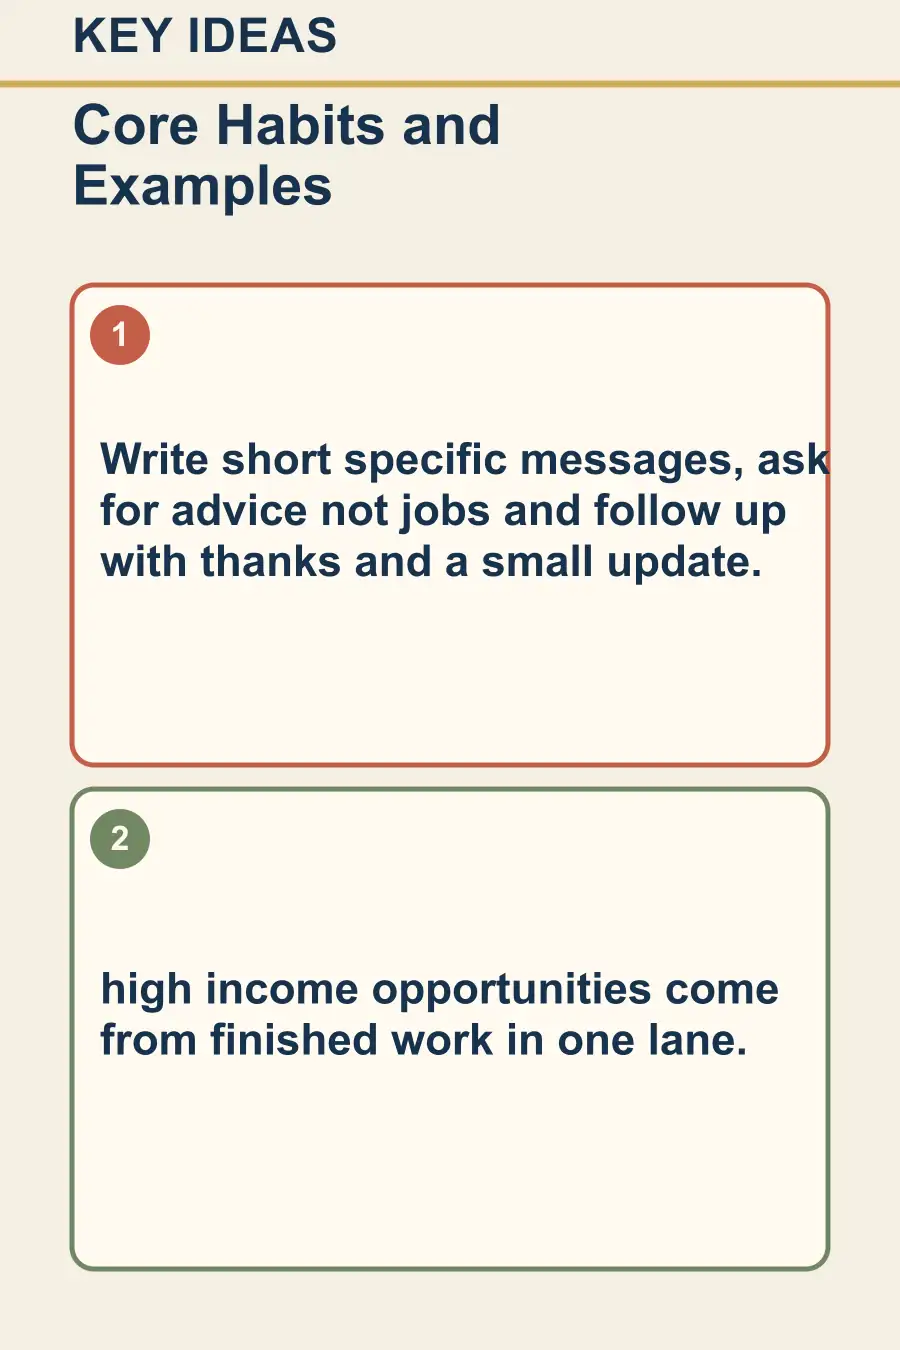 KEY IDEAS
Core Habits and
Examples
1
Write short specific messages, ask
for advice not jobs and follow up
with thanks and a small update.
2
high income opportunities come
from finished work in one lane.